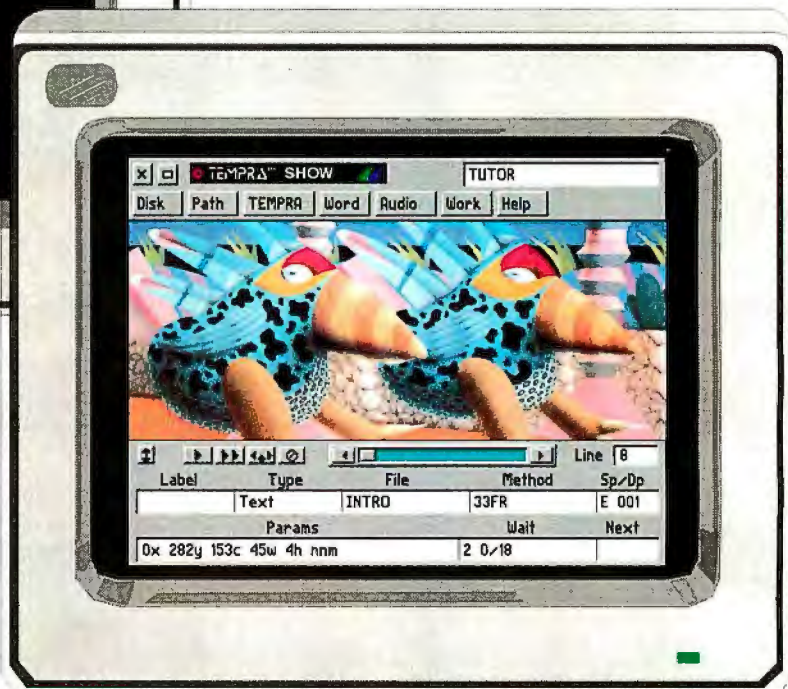 TEMPRA™ SHOW TUTOR
Disk Path TEMPRA Word Audio Work Help
Line 8
Label Type File Method Sp/Dp
Text INTRO 33FR E 001
Params Wait Next
0x 282y 153c 45w 4h nnm 2 0/18